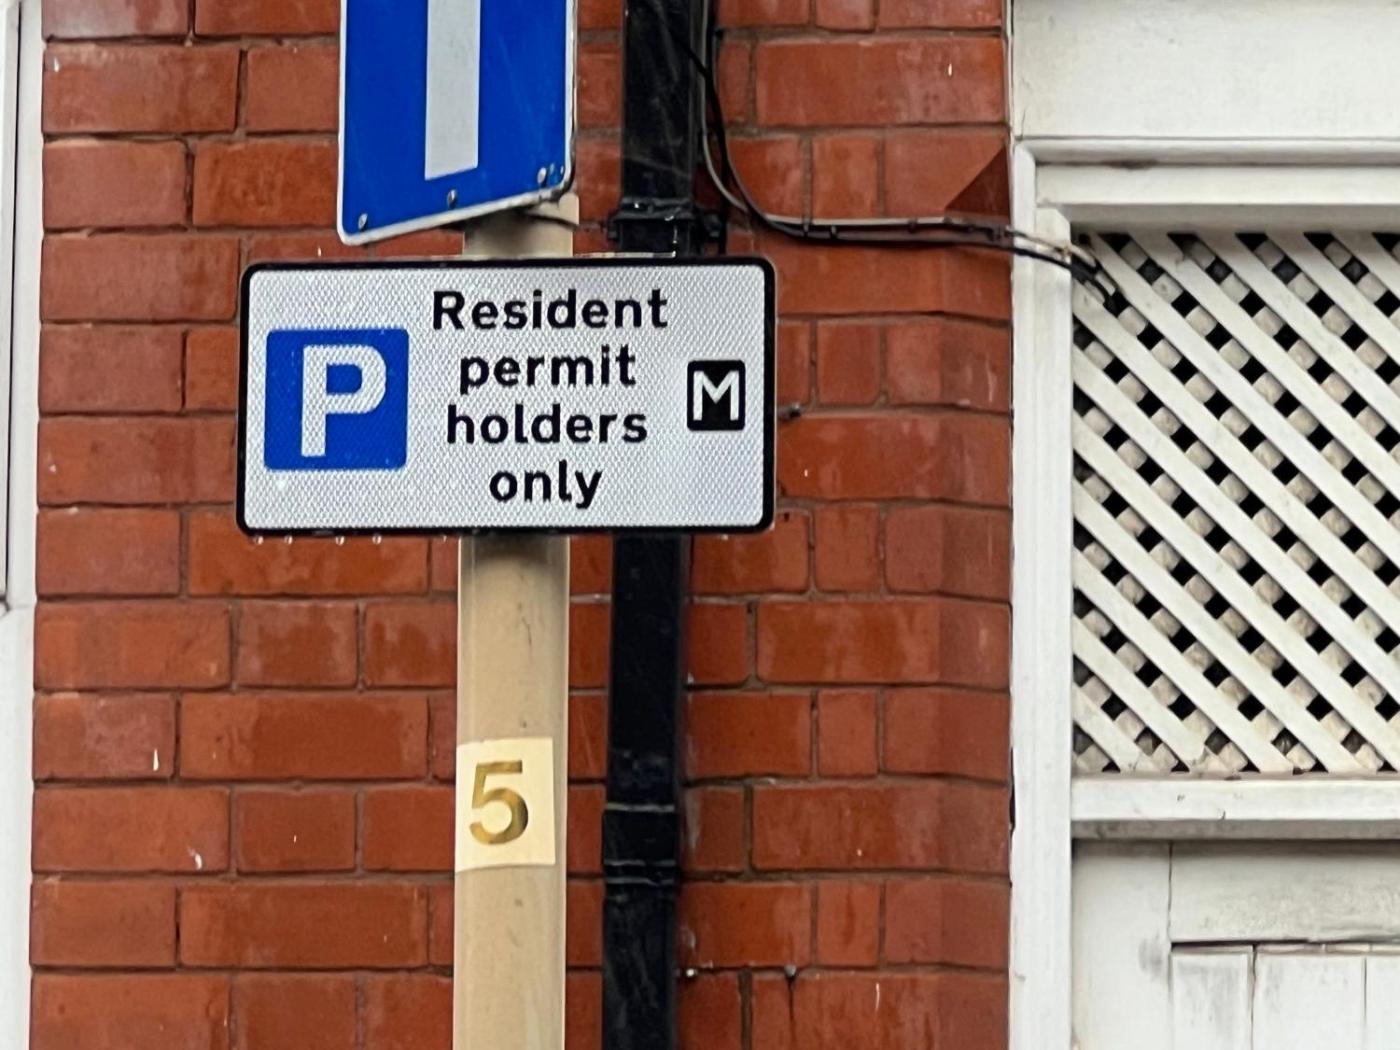 P
Resident
permit
holders
only
M
5